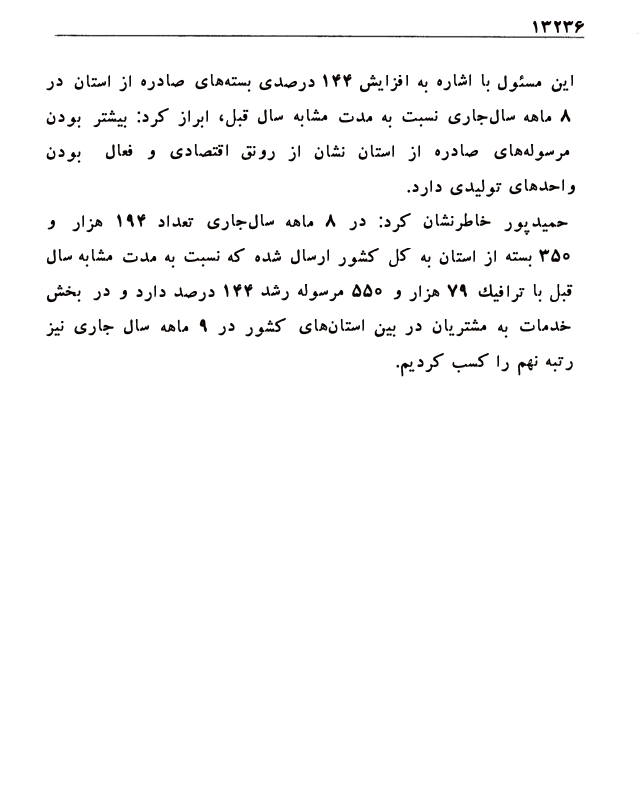 ۱۳۲۳۶
این مسئول با اشاره به افزایش ۱۴۴ درصدی بسته‌های صادره از استان در
۸ ماهه سال‌جاری نسبت به مدت مشابه سال قبل، ابراز کرد: بیشتر بودن
مرسوله‌های صادره از استان نشان از رونق اقتصادی و فعال بودن
واحدهای تولیدی دارد.
حمیدپور خاطرنشان کرد: در ۸ ماهه سال‌جاری تعداد ۱۹۴ هزار و
۳۵۰ بسته از استان به کل کشور ارسال شده که نسبت به مدت مشابه سال
قبل با ترافیک ۷۹ هزار و ۵۵۰ مرسوله رشد ۱۴۴ درصد دارد و در بخش
خدمات به مشتریان در بین استان‌های کشور در ۹ ماهه سال جاری نیز
رتبه نهم را کسب کردیم.